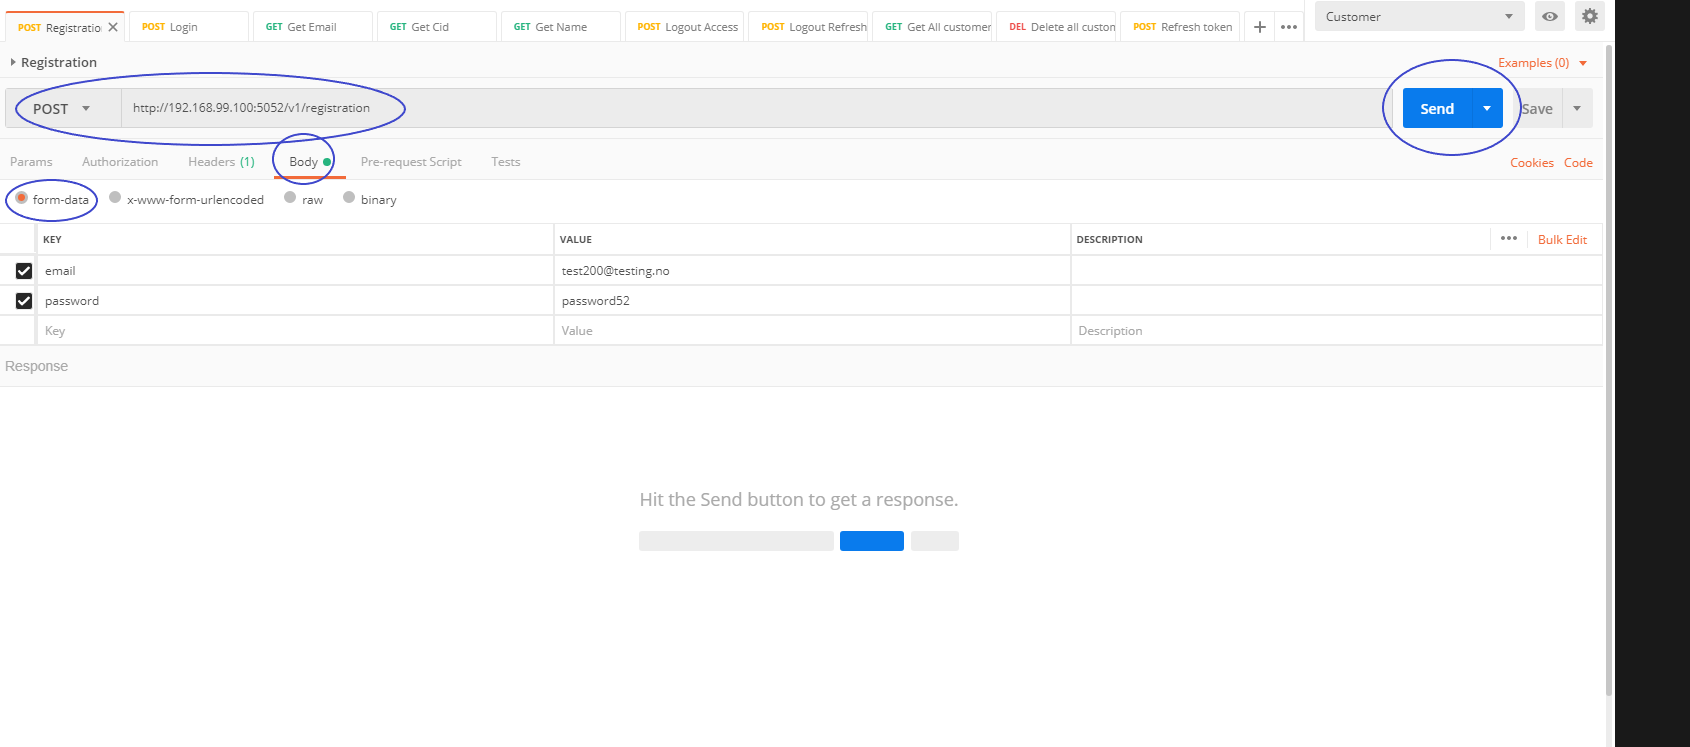 POST Registratio
POST Login
GET Get Email
GET Get Cid
GET Get Name
POST Logout Access
POST Logout Refresh
GET Get All customer
DEL Delete all custom
POST Refresh token
Customer
Registration
Examples (0)
POST
http://192.168.99.100:5052/v1/registration
Send
Save
Params
Authorization
Headers (1)
Body
Pre-request Script
Tests
Cookies
Code
form-data
x-www-form-urlencoded
raw
binary
KEY
VALUE
DESCRIPTION
Bulk Edit
email
test200@testing.no
password
password52
Key
Value
Description
Response
Hit the Send button to get a response.